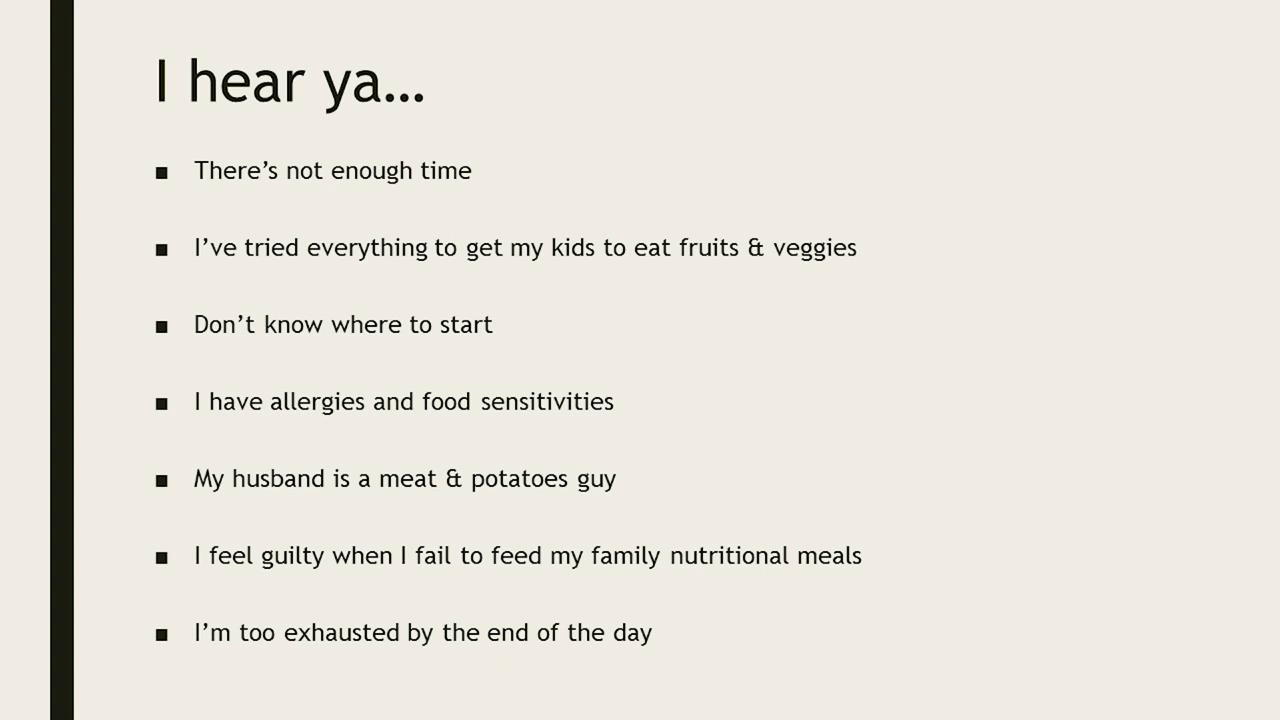 I hear ya…
■ There’s not enough time
■ I’ve tried everything to get my kids to eat fruits & veggies
■ Don’t know where to start
■ I have allergies and food sensitivities
■ My husband is a meat & potatoes guy
■ I feel guilty when I fail to feed my family nutritional meals
■ I’m too exhausted by the end of the day